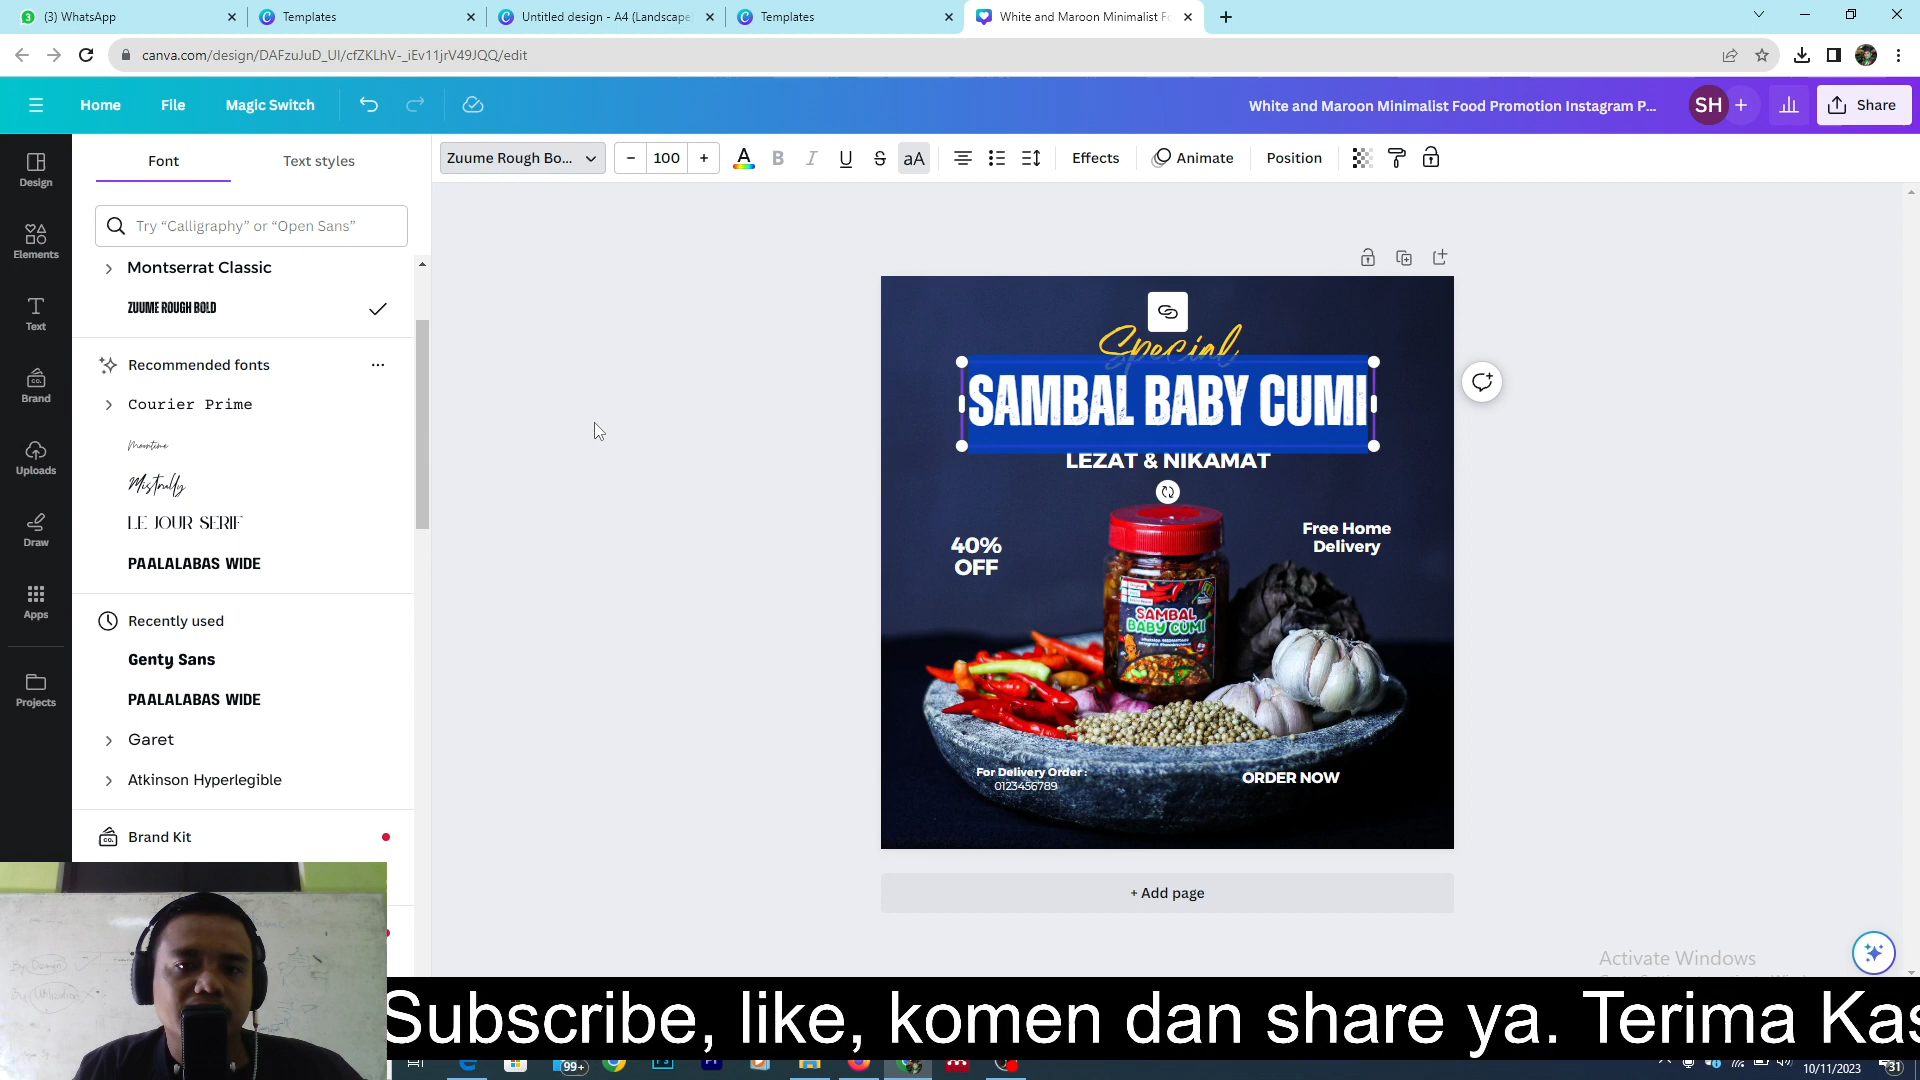 (3) WhatsApp
Templates
Untitled design - A4 (Landscape
Templates
White and Maroon Minimalist Fo
canva.com/design/DAFzuJuD_UI/cfZKLhV-_iEv11jrV49JQQ/edit
Home
File
Magic Switch
White and Maroon Minimalist Food Promotion Instagram P...
SH
Share
Font
Text styles
Zuume Rough Bo...
100
aA
Effects
Animate
Position
Try “Calligraphy” or “Open Sans”
Design
Elements
Text
Brand
Uploads
Draw
Apps
Projects
Montserrat Classic
ZUUME ROUGH BOLD
Recommended fonts
Courier Prime
Moontime
Mistrully
LE JOUR SERIF
PAALALABAS WIDE
Recently used
Genty Sans
PAALALABAS WIDE
Garet
Atkinson Hyperlegible
Brand Kit
Special
SAMBAL BABY CUMI
LEZAT & NIKAMAT
40%
OFF
Free Home
Delivery
SAMBAL
BABY CUMI
For Delivery Order :
0123456789
ORDER NOW
+ Add page
Activate Windows
Subscribe, like, komen dan share ya. Terima Kas
99+
10/11/2023
31